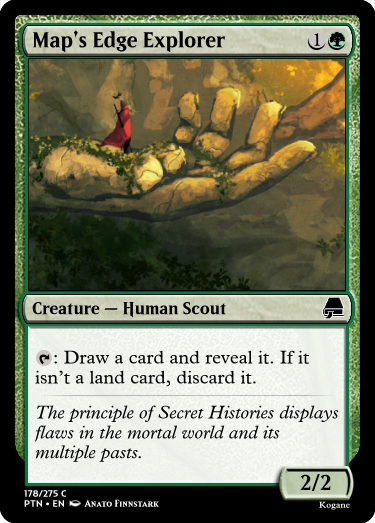 Map's Edge Explorer 1
Creature — Human Scout
: Draw a card and reveal it. If it
isn't a land card, discard it.
The principle of Secret Histories displays
flaws in the mortal world and its
multiple pasts.
2/2
178/275 C
PTN • EN Anato Finnstark
Kogane